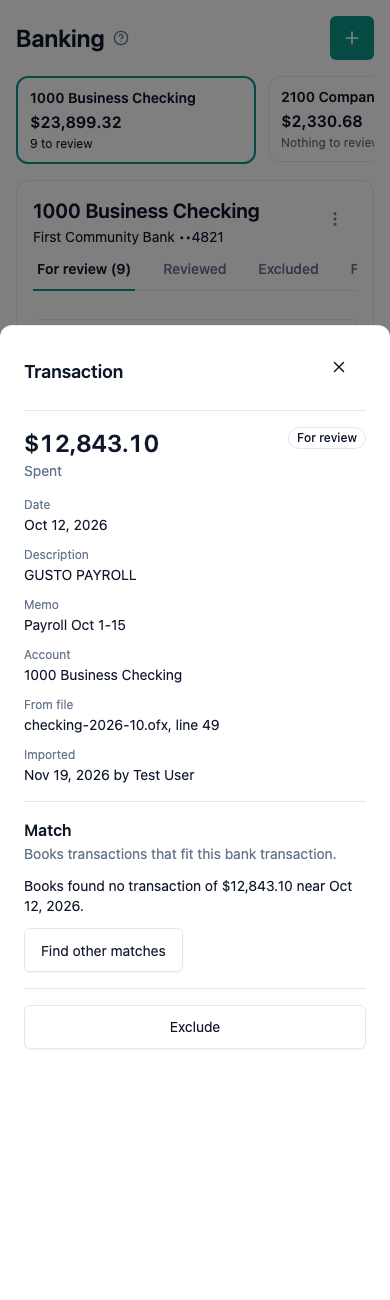 Banking
1000 Business Checking
$23,899.32
9 to review
2100 Compan
$2,330.68
Nothing to review
1000 Business Checking
First Community Bank ••4821
For review (9)
Reviewed
Excluded
F
Transaction
$12,843.10
For review
Spent
Date
Oct 12, 2026
Description
GUSTO PAYROLL
Memo
Payroll Oct 1-15
Account
1000 Business Checking
From file
checking-2026-10.ofx, line 49
Imported
Nov 19, 2026 by Test User
Match
Books transactions that fit this bank transaction.
Books found no transaction of $12,843.10 near Oct
12, 2026.
Find other matches
Exclude